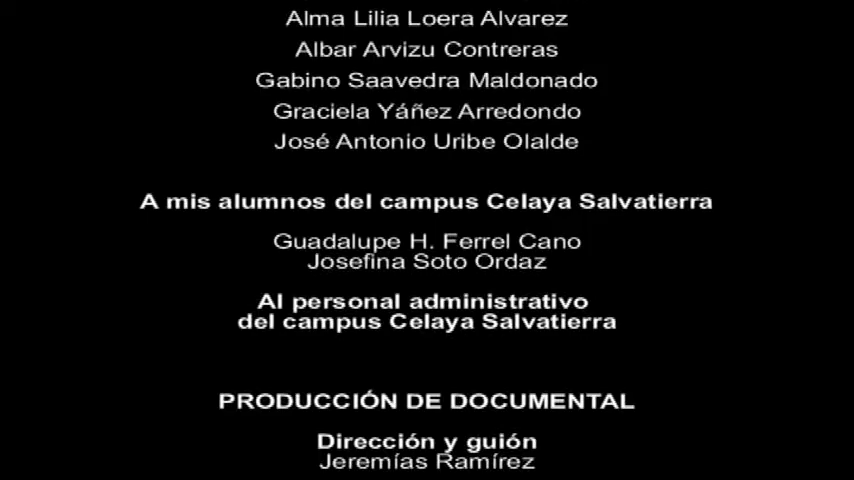 Alma Lilia Loera Alvarez
Albar Arvizu Contreras
Gabino Saavedra Maldonado
Graciela Yáñez Arredondo
José Antonio Uribe Olalde
A mis alumnos del campus Celaya Salvatierra
Guadalupe H. Ferrel Cano
Josefina Soto Ordaz
Al personal administrativo
del campus Celaya Salvatierra
PRODUCCIÓN DE DOCUMENTAL
Dirección y guión
Jeremías Ramírez